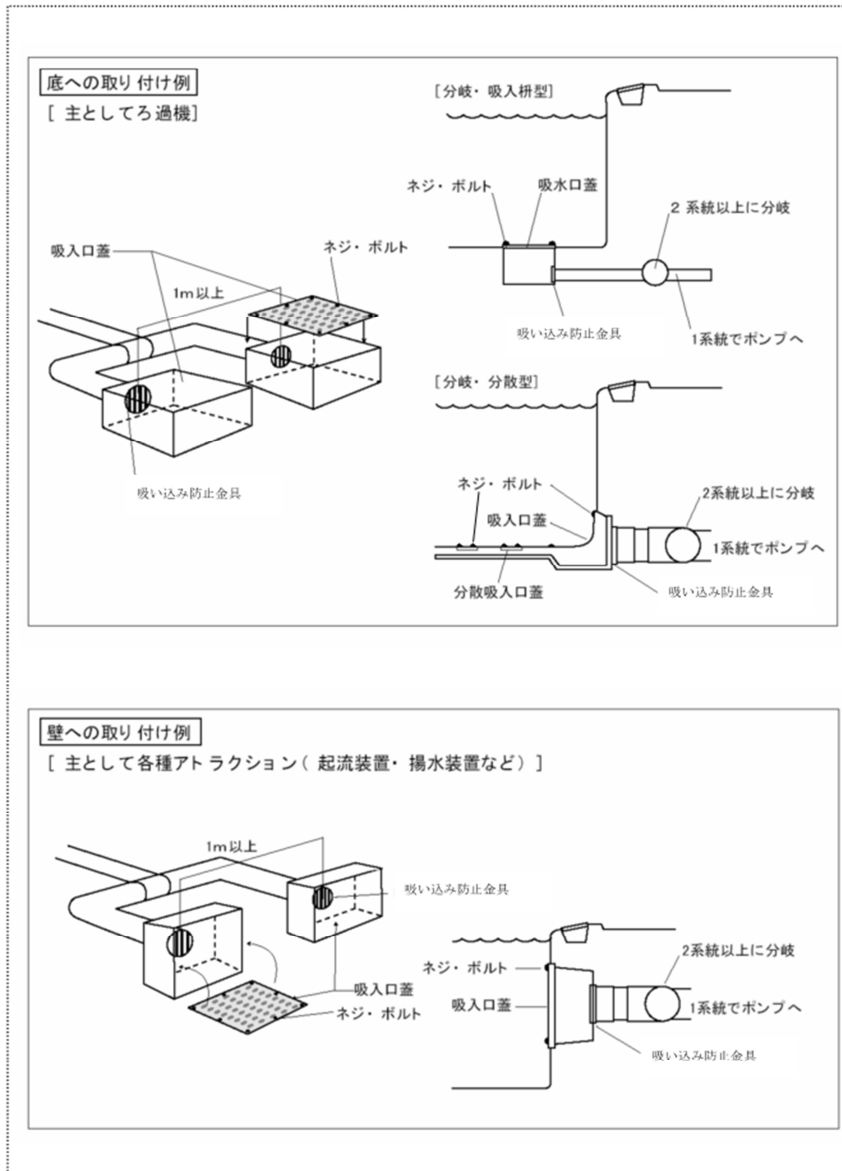 底への取り付け例
[ 主としてろ過機]
吸入口蓋
ネジ・ボルト
1m以上
吸い込み防止金具
[分岐・吸入枡型]
ネジ・ボルト
吸水口蓋
2 系統以上に分岐
吸い込み防止金具
1系統でポンプへ
[分岐・分散型]
ネジ・ボルト
吸入口蓋
2系統以上に分岐
1系統でポンプへ
分散吸入口蓋
吸い込み防止金具
壁への取り付け例
[ 主として各種アトラクション( 起流装置・揚水装置など) ]
1m以上
吸い込み防止金具
吸入口蓋
ネジ・ボルト
ネジ・ボルト
吸入口蓋
2系統以上に分岐
1系統でポンプへ
吸い込み防止金具